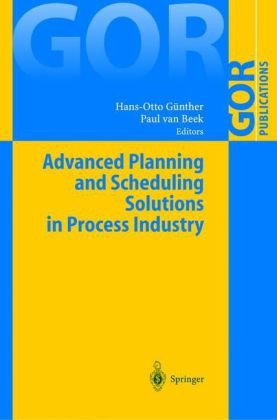 GOR
GOR
PUBLICATIONS
Hans-Otto Günther
Paul van Beek
Editors
Advanced Planning
and Scheduling
Solutions
in Process Industry
Springer